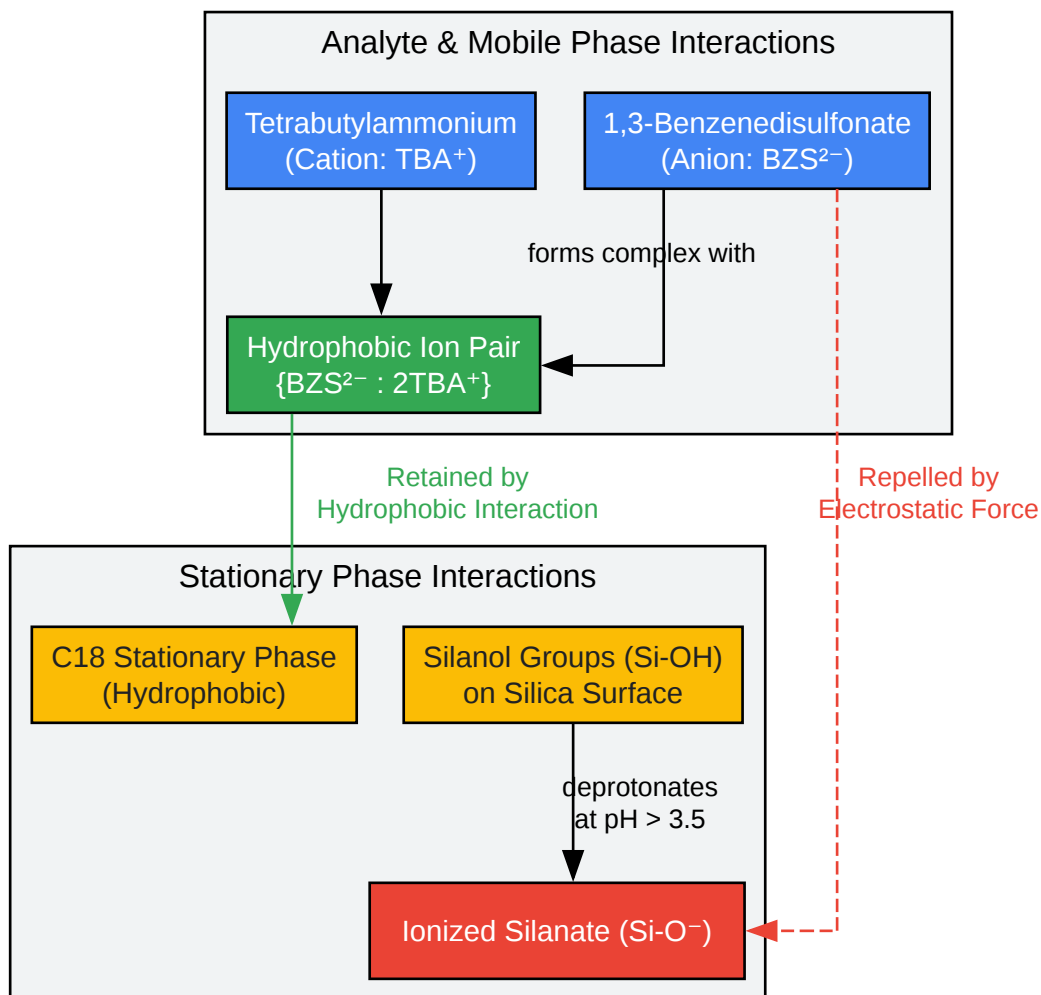 Analyte & Mobile Phase Interactions
Tetrabutylammonium
(Cation: TBA⁺)
1,3-Benzenedisulfonate
(Anion: BZS²⁻)
forms complex with
Hydrophobic Ion Pair
{BZS²⁻ : 2TBA⁺}
Retained by
Hydrophobic Interaction
Repelled by
Electrostatic Force
Stationary Phase Interactions
C18 Stationary Phase
(Hydrophobic)
Silanol Groups (Si-OH)
on Silica Surface
deprotonates
at pH > 3.5
Ionized Silanate (Si-O⁻)